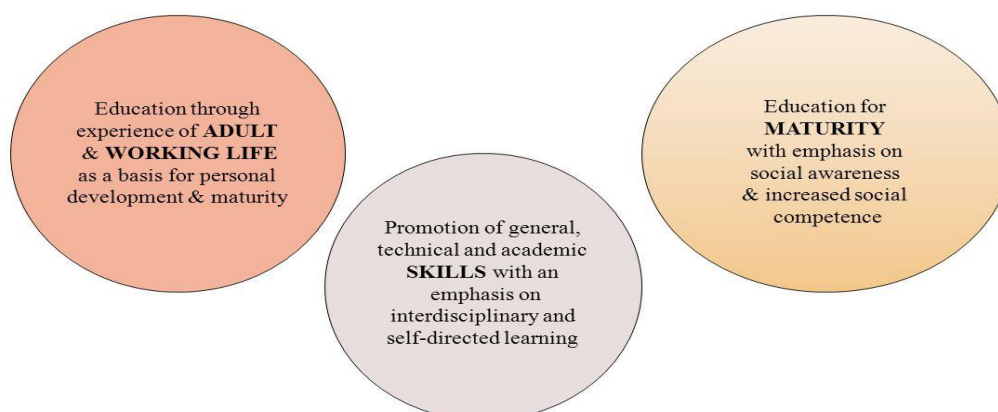 Education through
experience of ADULT
& WORKING LIFE
as a basis for personal
development & maturity
Promotion of general,
technical and academic
SKILLS with an
emphasis on
interdisciplinary and
self-directed learning
Education for
MATURITY
with emphasis on
social awareness
& increased social
competence